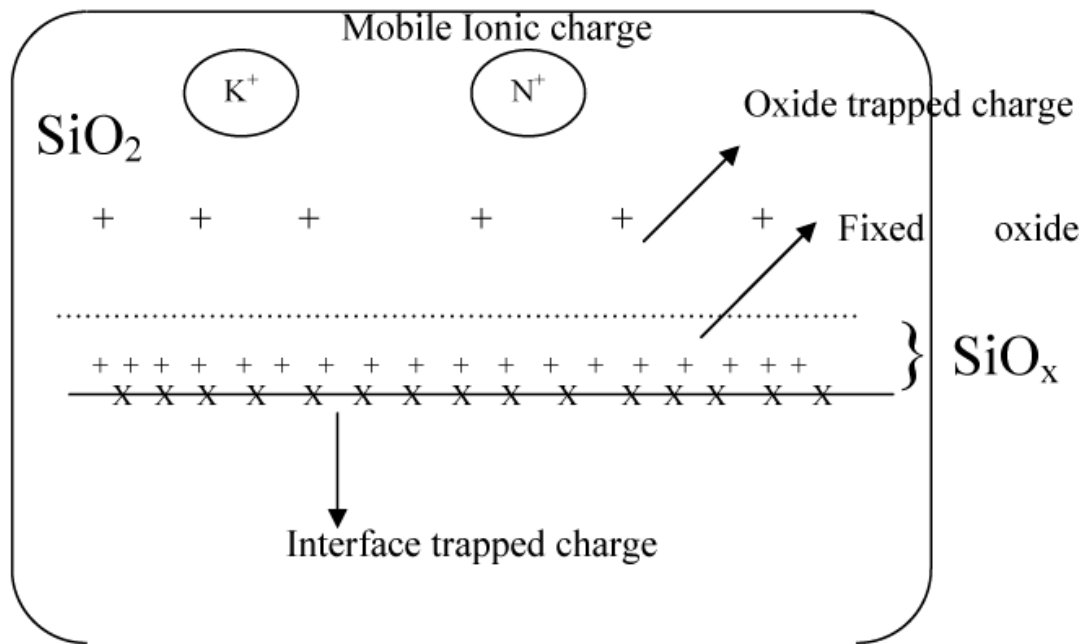 Mobile Ionic charge
K⁺ N⁺
Oxide trapped charge
SiO₂
+ + + + + +
Fixed oxide
+ + + + + + + + + + + + + + + + + +
} SiOₓ
X X X X X X X X X X X X X X X
Interface trapped charge